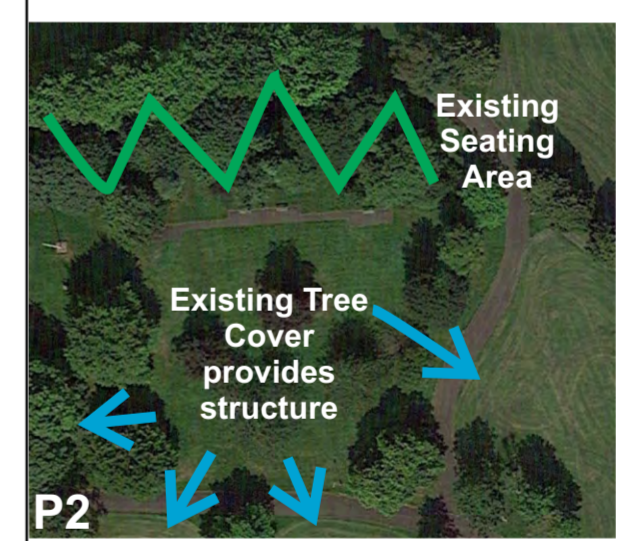 Existing
Seating
Area
Existing Tree
Cover
provides
structure
P2